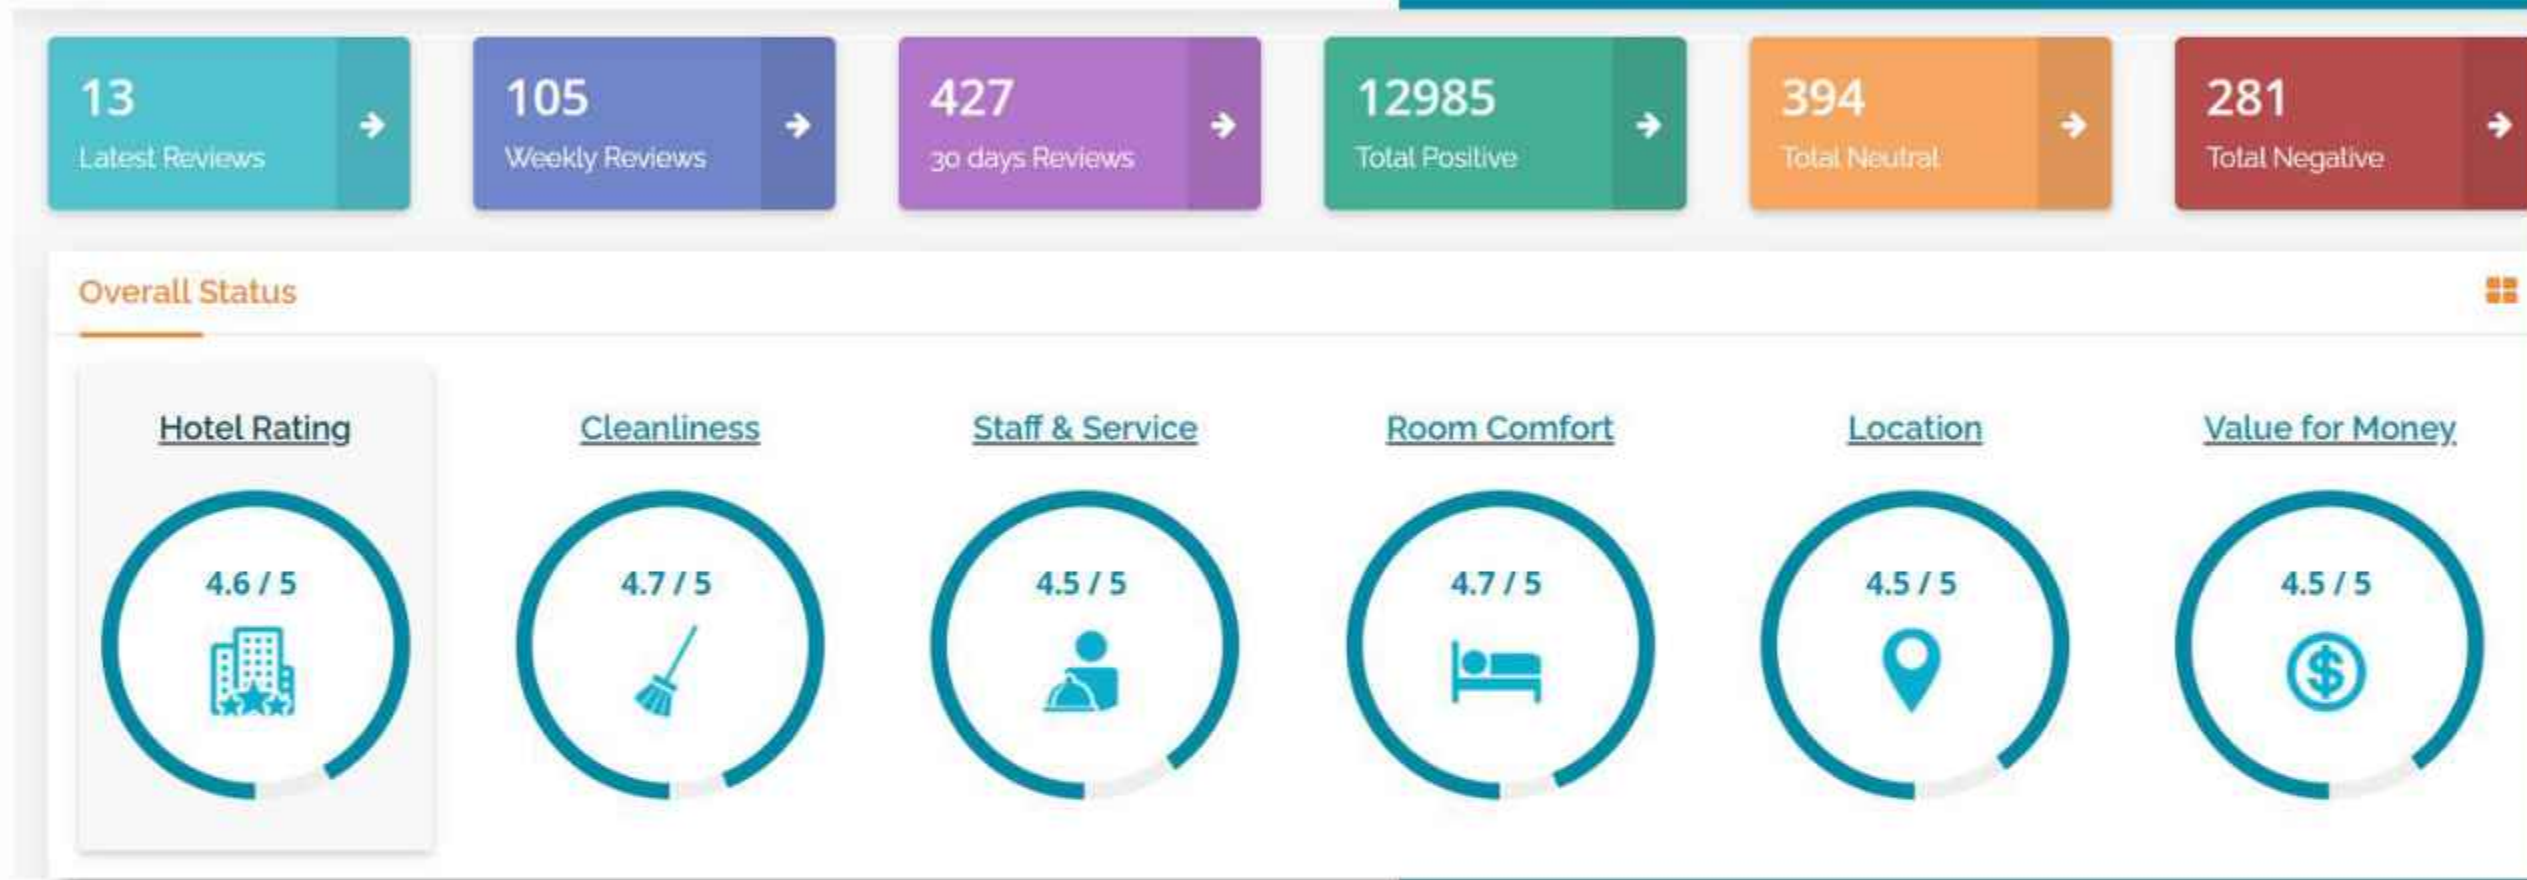 13
Latest Reviews
105
Weekly Reviews
427
30 days Reviews
12985
Total Positive
394
Total Neutral
281
Total Negative
Overall Status
Hotel Rating
4.6 / 5
Cleanliness
4.7 / 5
Staff & Service
4.5 / 5
Room Comfort
4.7 / 5
Location
4.5 / 5
Value for Money
4.5 / 5